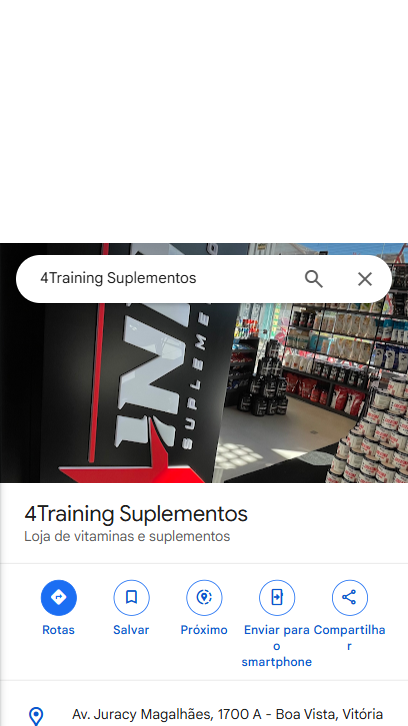 4Training Suplementos
4Training Suplementos
Loja de vitaminas e suplementos
Rotas
Salvar
Próximo
Enviar para o smartphone
Compartilhar
Av. Juracy Magalhães, 1700 A - Boa Vista, Vitória